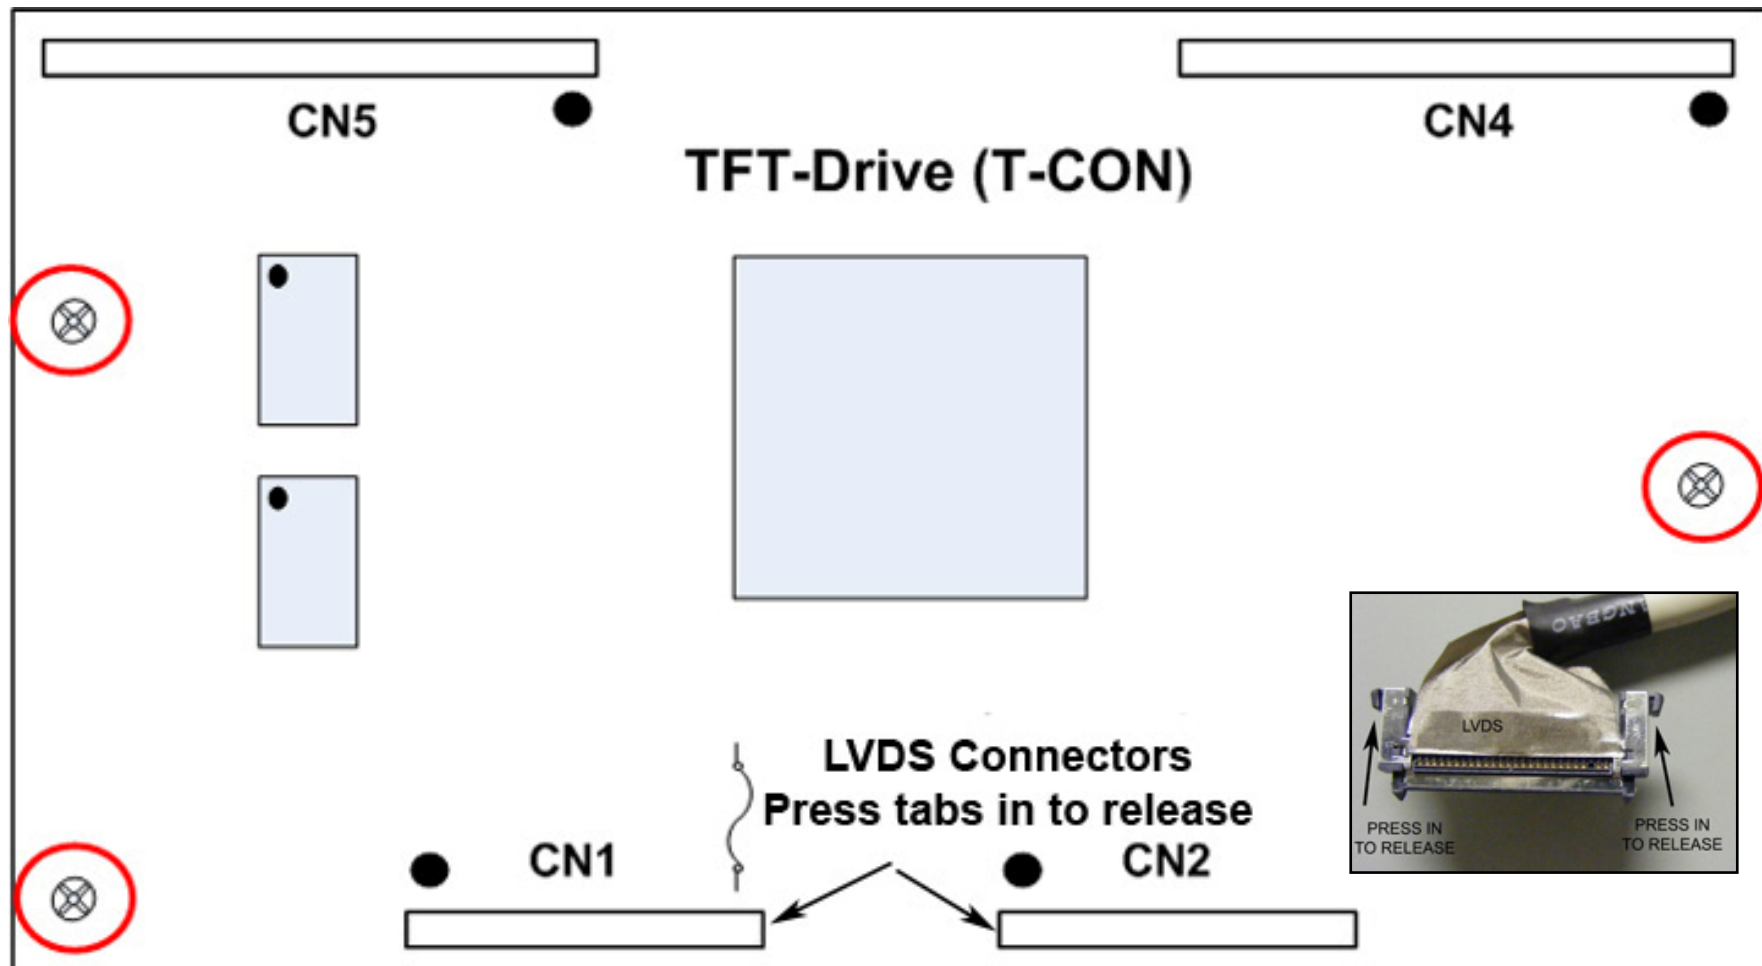 CN5
CN4
TFT-Drive (T-CON)
LVDS Connectors
Press tabs in to release
CN1
CN2
ANGBAO
LVDS
PRESS IN
TO RELEASE
PRESS IN
TO RELEASE